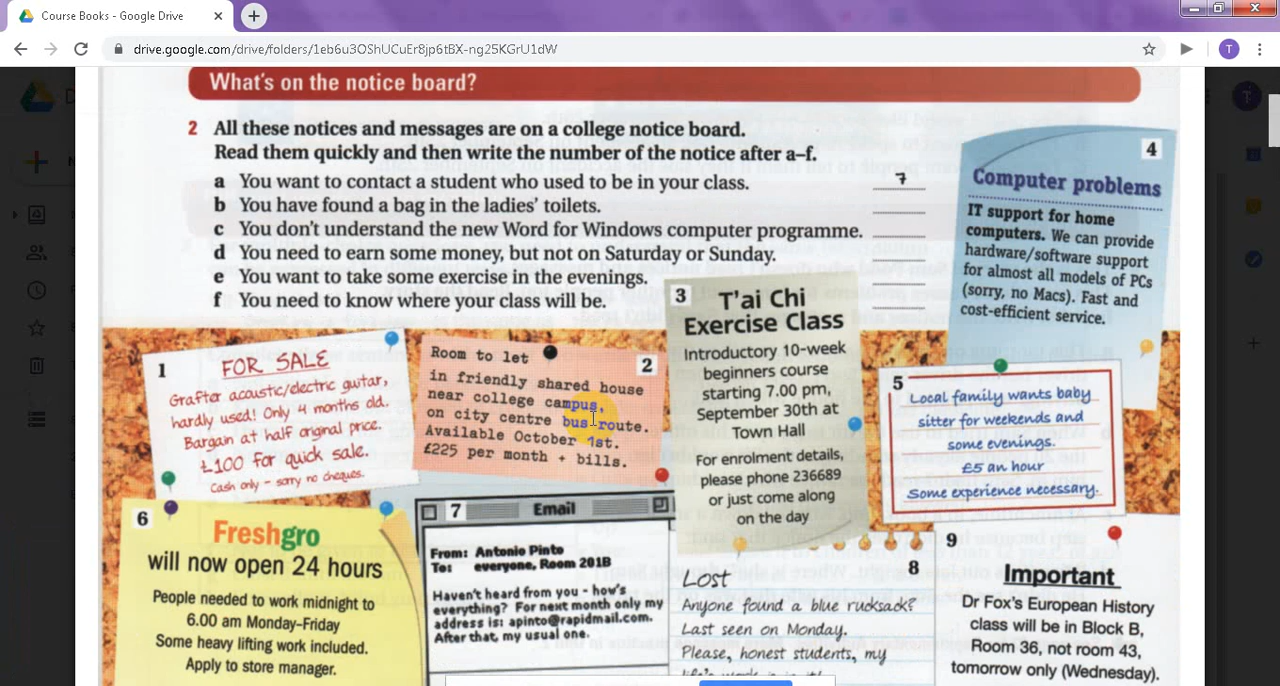 Course Books - Google Drive
drive.google.com/drive/folders/1eb6u3OShUCuEr8jp6tBX-ng25KGrU1dW
T
What's on the notice board?
2 All these notices and messages are on a college notice board.
Read them quickly and then write the number of the notice after a–f.
a You want to contact a student who used to be in your class. 7
b You have found a bag in the ladies' toilets.
c You don't understand the new Word for Windows computer programme.
d You need to earn some money, but not on Saturday or Sunday.
e You want to take some exercise in the evenings.
f You need to know where your class will be.
4
Computer problems
IT support for home
computers. We can provide
hardware/software support
for almost all models of PCs
(sorry, no Macs). Fast and
cost-efficient service.
1
FOR SALE
Grafter acoustic/electric guitar,
hardly used! Only 4 months old.
Bargain at half original price.
£100 for quick sale.
Cash only - sorry no cheques.
2
Room to let
in friendly shared house
near college campus,
on city centre bus route.
Available October 1st.
£225 per month + bills.
3
T'ai Chi
Exercise Class
Introductory 10-week
beginners course
starting 7.00 pm,
September 30th at
Town Hall
For enrolment details,
please phone 236689
or just come along
on the day
5
Local family wants baby
sitter for weekends and
some evenings.
£5 an hour
Some experience necessary.
6
Freshgro
will now open 24 hours
People needed to work midnight to
6.00 am Monday–Friday
Some heavy lifting work included.
Apply to store manager.
7 Email
From: Antonio Pinto
To: everyone, Room 201B
Haven't heard from you - how's
everything? For next month only my
address is: apinto@rapidmail.com.
After that, my usual one.
8
Lost
Anyone found a blue rucksack?
Last seen on Monday.
Please, honest students, my
9
Important
Dr Fox's European History
class will be in Block B,
Room 36, not room 43,
tomorrow only (Wednesday).